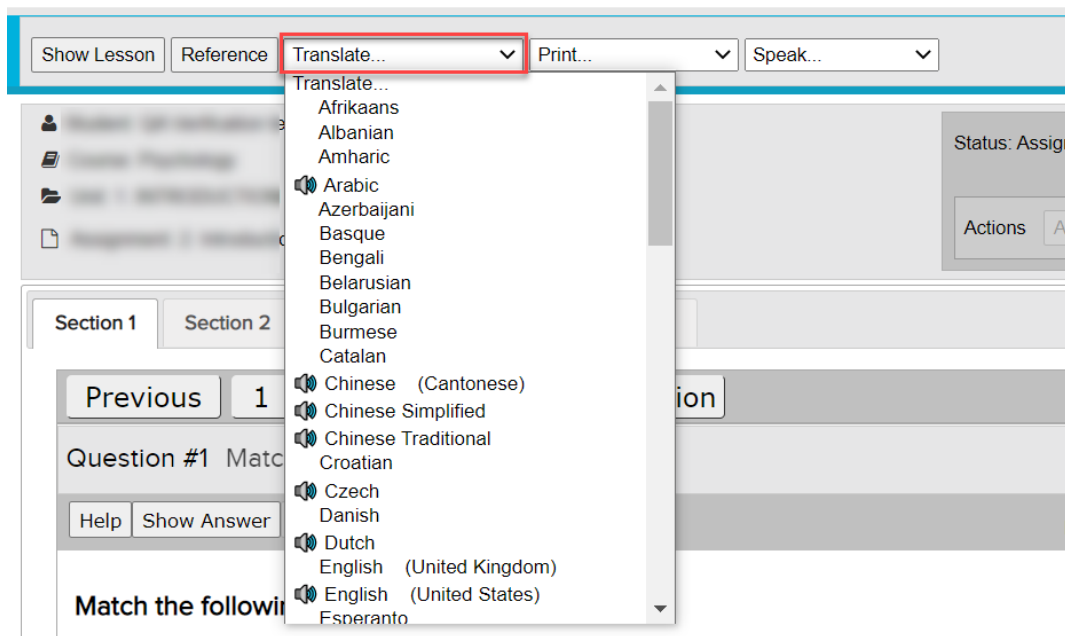 Show Lesson Reference Translate... Print... Speak...
Translate...
Afrikaans
Albanian
Amharic
Arabic
Azerbaijani
Basque
Bengali
Belarusian
Bulgarian
Burmese
Catalan
Chinese (Cantonese)
Chinese Simplified
Chinese Traditional
Croatian
Czech
Danish
Dutch
English (United Kingdom)
English (United States)
Esperanto
Status: Assig
Actions A
Section 1 Section 2
Previous 1 ion
Question #1 Matc
Help Show Answer
Match the followi